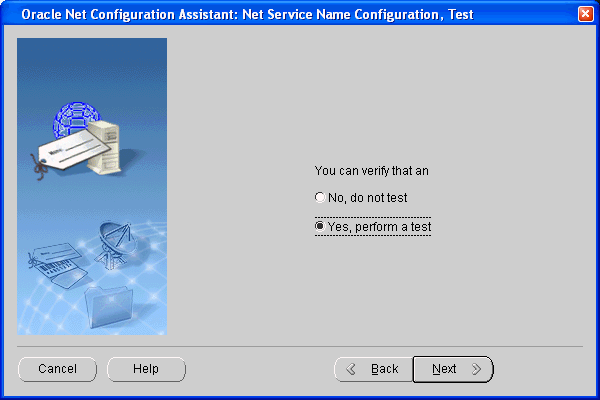 Oracle Net Configuration Assistant: Net Service Name Configuration, Test
You can verify that an
No, do not test
Yes, perform a test
Cancel
Help
Back
Next